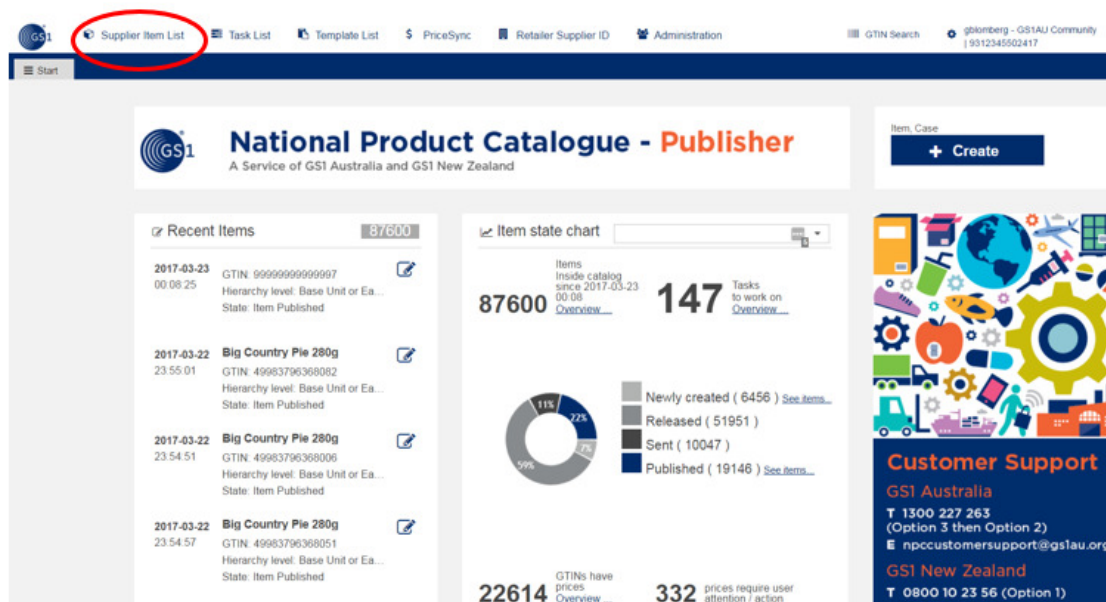 GS1 Supplier Item List Task List Template List $ PriceSync Retailer Supplier ID Administration GTIN Search gblomberg - GS1AU Community
| 9312345502417
Start
GS1
National Product Catalogue - Publisher
A Service of GS1 Australia and GS1 New Zealand
Item, Case
+ Create
Recent Items 87600
2017-03-23
00:08:25
GTIN: 99999999999997
Hierarchy level: Base Unit or Ea...
State: Item Published
2017-03-22
23:55:01
Big Country Pie 280g
GTIN: 49983796368082
Hierarchy level: Base Unit or Ea...
State: Item Published
2017-03-22
23:54:51
Big Country Pie 280g
GTIN: 49983796368006
Hierarchy level: Base Unit or Ea...
State: Item Published
2017-03-22
23:54:57
Big Country Pie 280g
GTIN: 49983796368051
Hierarchy level: Base Unit or Ea...
State: Item Published
Item state chart
87600
Items
Inside catalog
since 2017-03-23
00:08
Overview ...
147
Tasks
to work on
Overview ...
11%
22%
7%
59%
Newly created ( 6456 ) See items...
Released ( 51951 )
Sent ( 10047 )
Published ( 19146 ) See items...
22614
GTINs have
prices
Overview ...
332
prices require user
attention / action
Customer Support
GS1 Australia
T 1300 227 263
(Option 3 then Option 2)
E npccustomersupport@gs1au.org
GS1 New Zealand
T 0800 10 23 56 (Option 1)